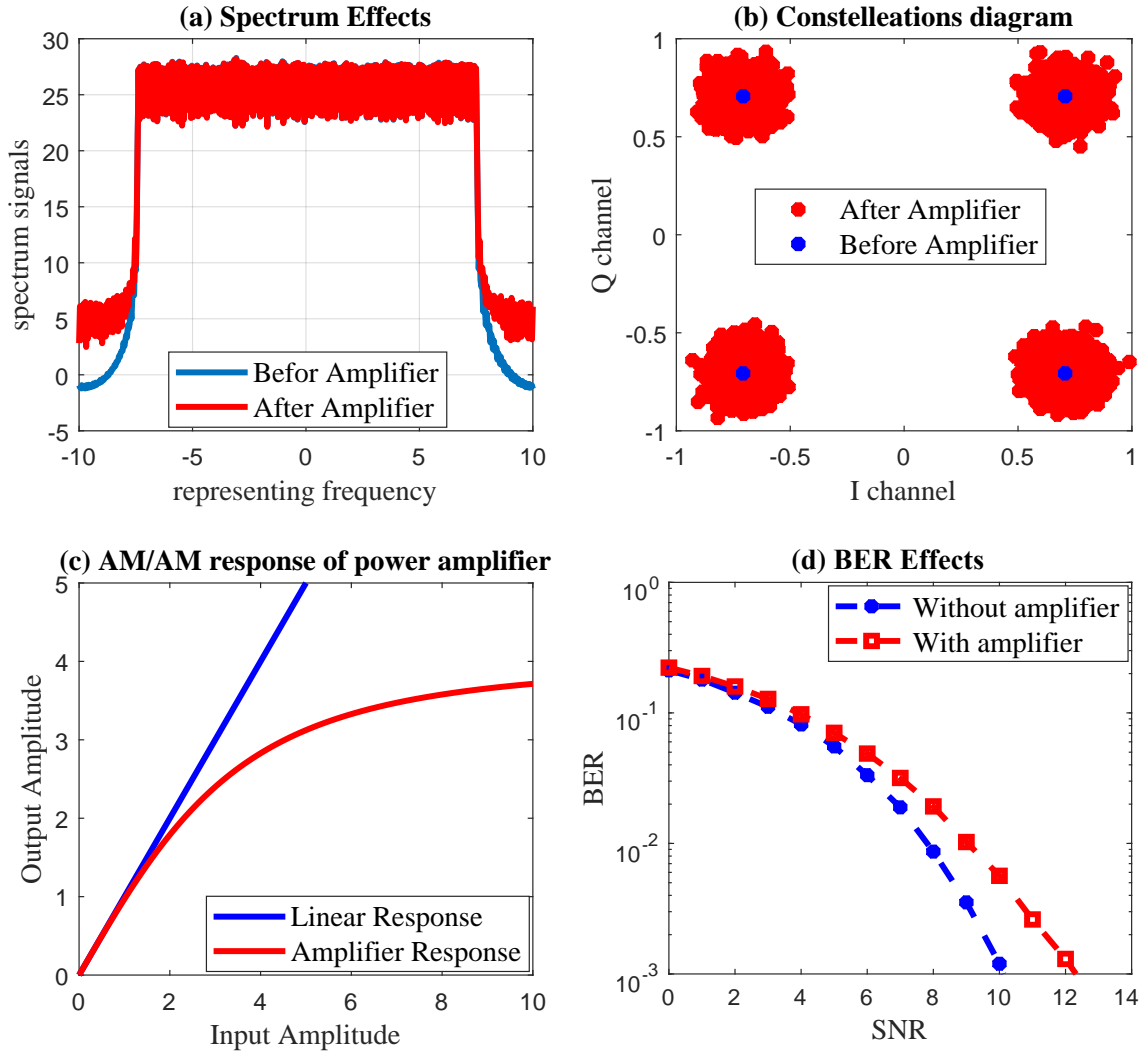 (a) Spectrum Effects
spectrum signals
35
30
25
20
15
10
5
0
-5
-10
-5
0
5
10
representing frequency
Befor Amplifier
After Amplifier
(b) Constelleations diagram
Q channel
1
0.5
0
-0.5
-1
-1
-0.5
0
0.5
1
I channel
After Amplifier
Before Amplifier
(c) AM/AM response of power amplifier
Output Amplitude
5
4
3
2
1
0
0
2
4
6
8
10
Input Amplitude
Linear Response
Amplifier Response
(d) BER Effects
BER
10^0
10^-1
10^-2
10^-3
0
2
4
6
8
10
12
14
SNR
Without amplifier
With amplifier